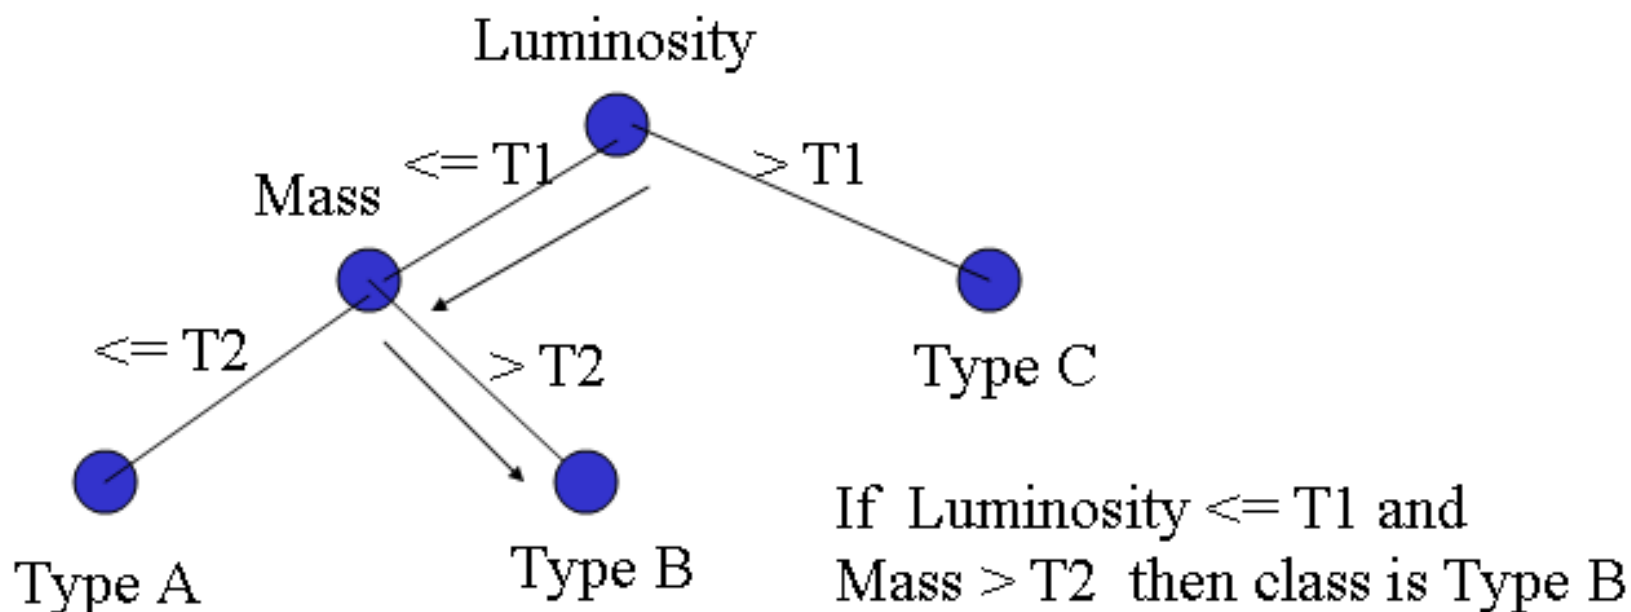 Luminosity
<= T1
> T1
Mass
<= T2
> T2
Type C
Type A
Type B
If Luminosity <= T1 and
Mass > T2 then class is Type B